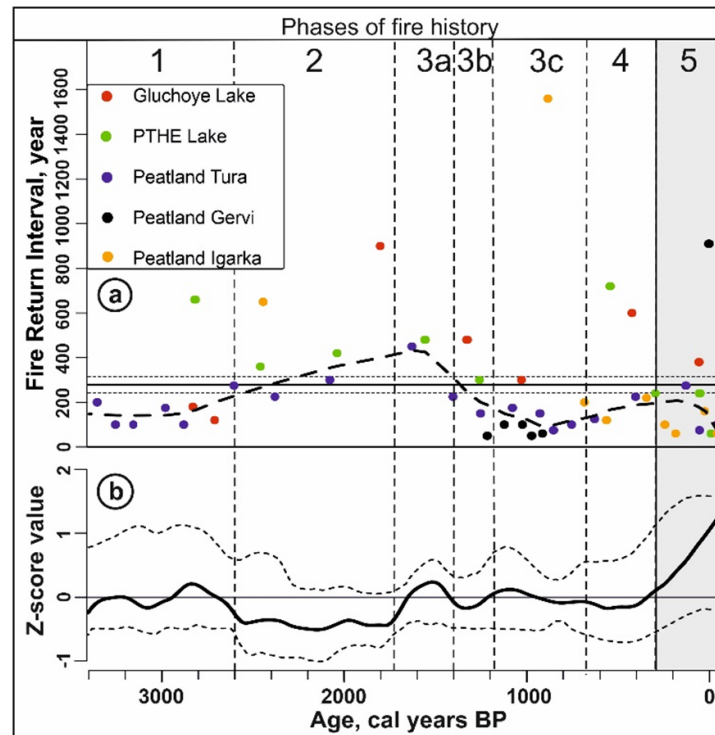 Phases of fire history
1 2 3a 3b 3c 4 5
Fire Return Interval, year
1600
1400
1200
1000
800
600
400
200
0
Gluchoye Lake
PTHE Lake
Peatland Tura
Peatland Gervi
Peatland Igarka
a
b
Z-score value
2
1
0
-1
3000 2000 1000 0
Age, cal years BP